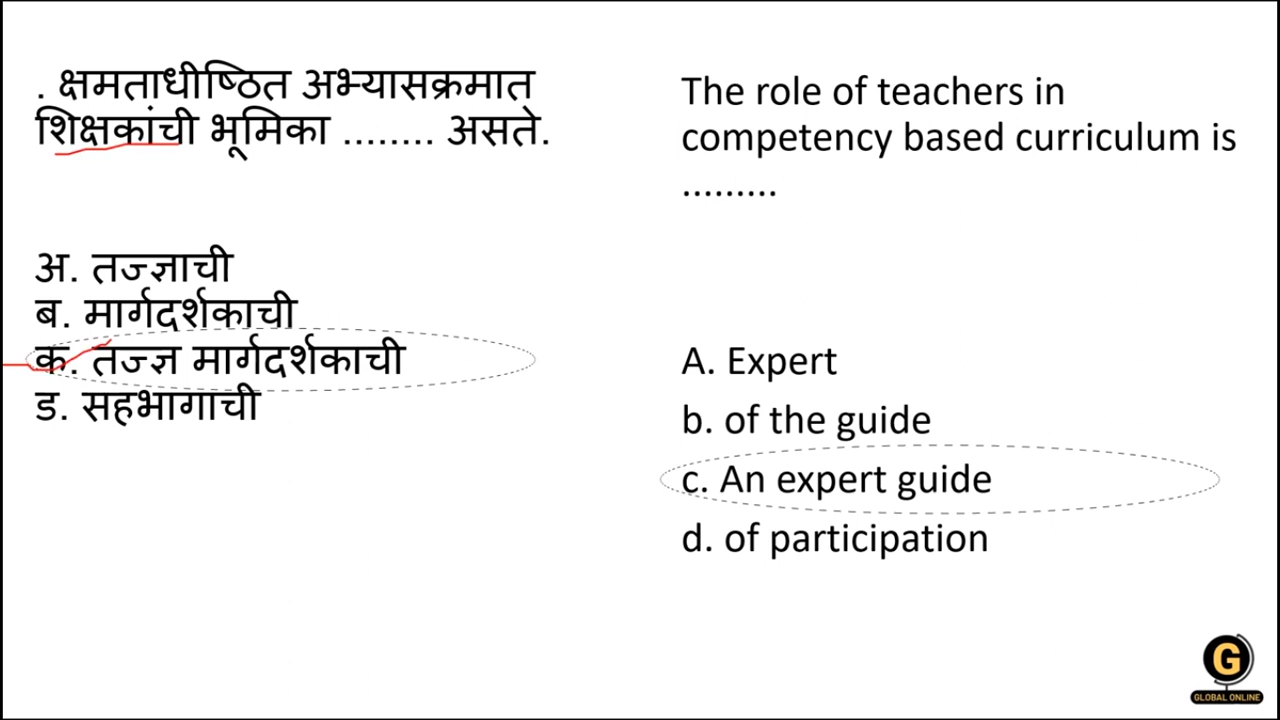 . क्षमताधीष्ठित अभ्यासक्रमात
शिक्षकांची भूमिका ........ असते.
अ. तज्ज्ञाची
ब. मार्गदर्शकाची
क. तज्ज्ञ मार्गदर्शकाची
ड. सहभागाची
The role of teachers in
competency based curriculum is
.........
A. Expert
b. of the guide
c. An expert guide
d. of participation
G
GLOBAL ONLINE